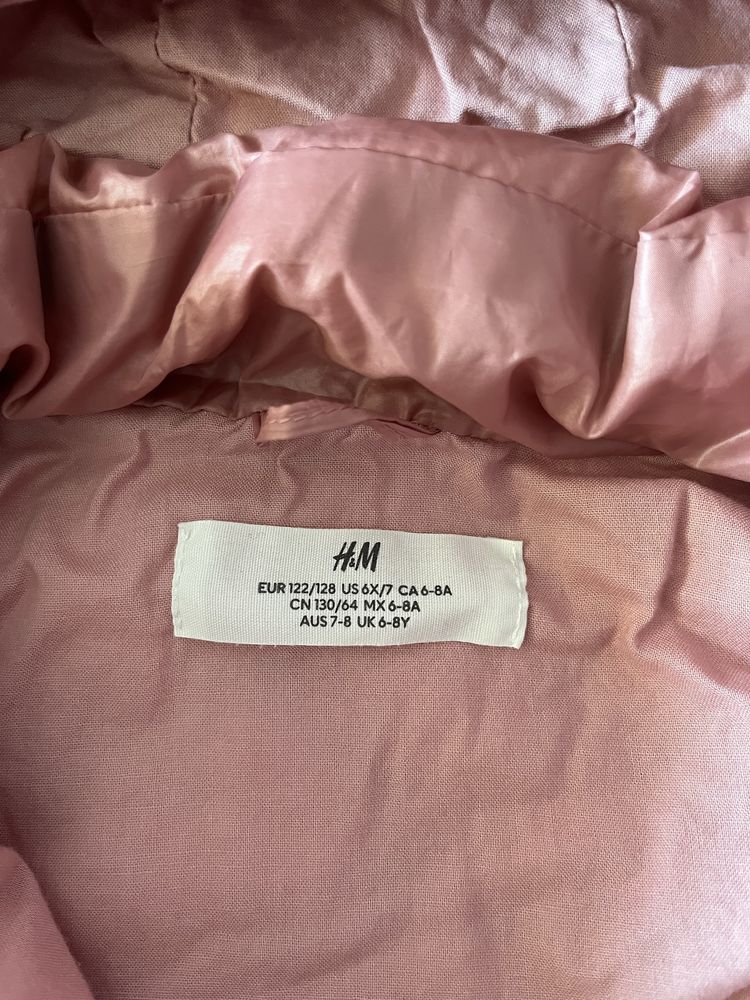 H&M
EUR 122/128 US 6X/7 CA 6-8A
CN 130/64 MX 6-8A
AUS 7-8 UK 6-8Y